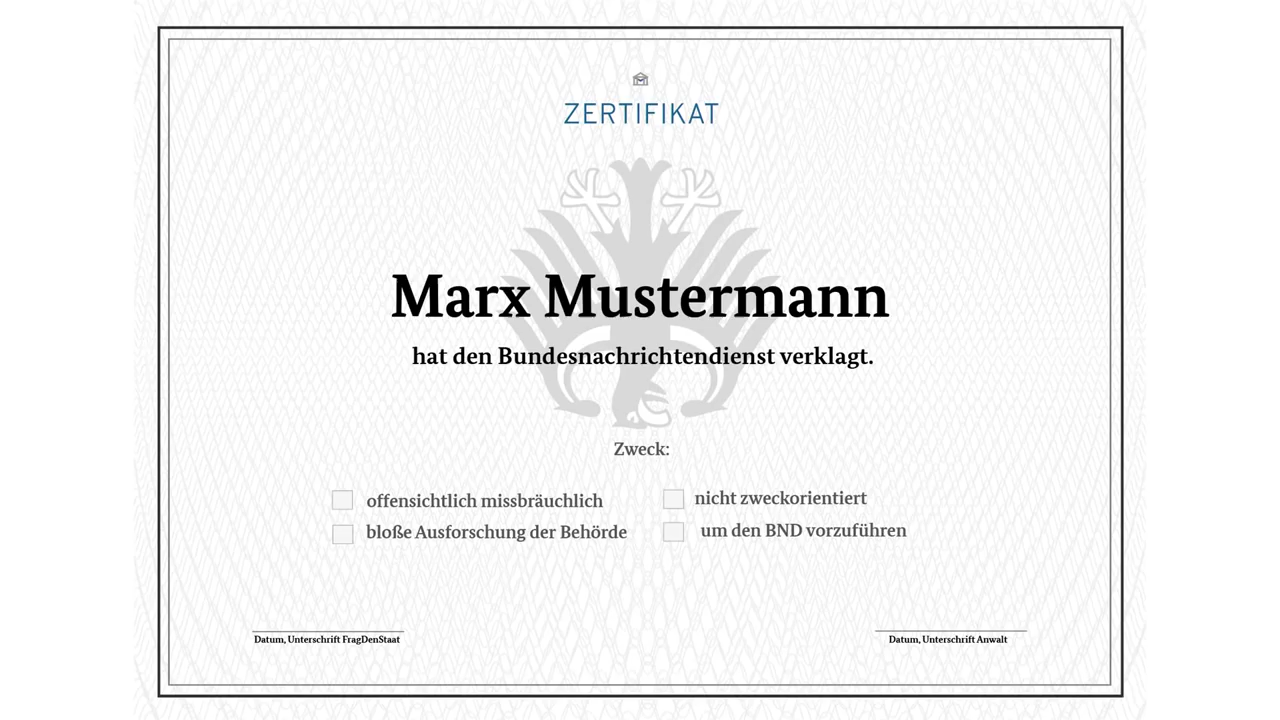 ZERTIFIKAT
Marx Mustermann
hat den Bundesnachrichtendienst verklagt.
Zweck:
offensichtlich missbräuchlich
nicht zweckorientiert
bloße Ausforschung der Behörde
um den BND vorzuführen
Datum, Unterschrift FragDenStaat
Datum, Unterschrift Anwalt